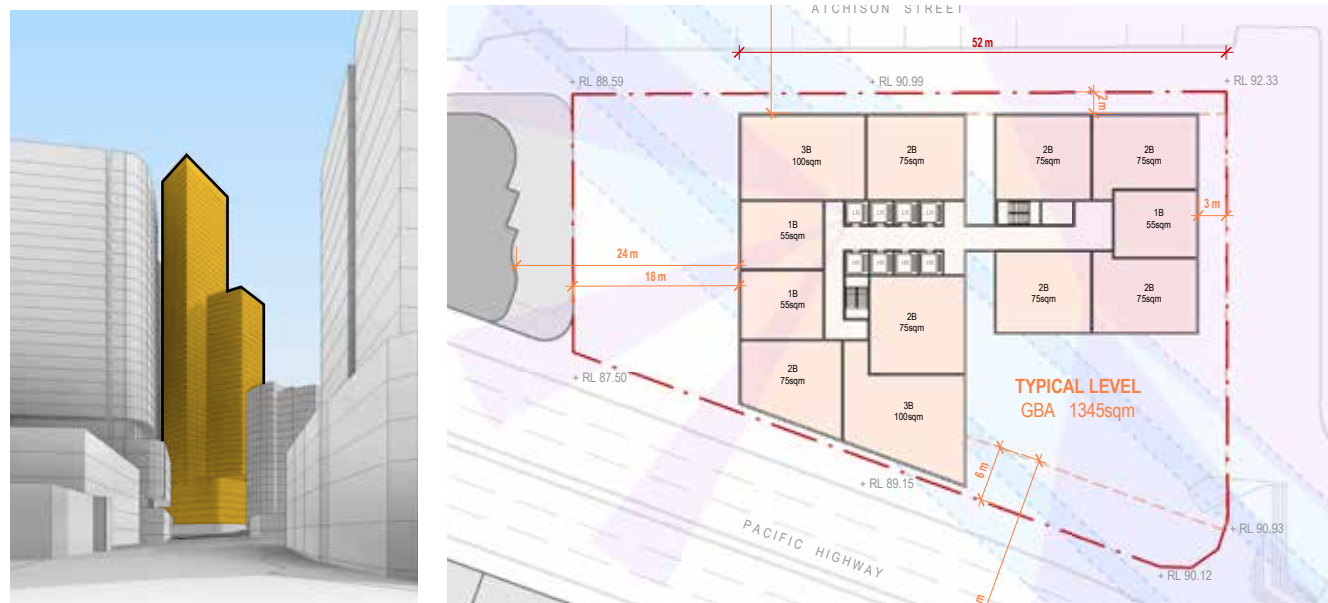 ATCHISON STREET
52 m
+ RL 88.59
+ RL 90.99
+ RL 92.33
2 m
3B
100sqm
2B
75sqm
2B
75sqm
2B
75sqm
LR
LR
LR
LR
3 m
1B
55sqm
1B
55sqm
24 m
HR
HR
HR
HR
18 m
1B
55sqm
2B
75sqm
2B
75sqm
2B
75sqm
2B
75sqm
3B
100sqm
+ RL 87.50
TYPICAL LEVEL
GBA 1345sqm
6 m
+ RL 89.15
PACIFIC HIGHWAY
+ RL 90.93
+ RL 90.12
m